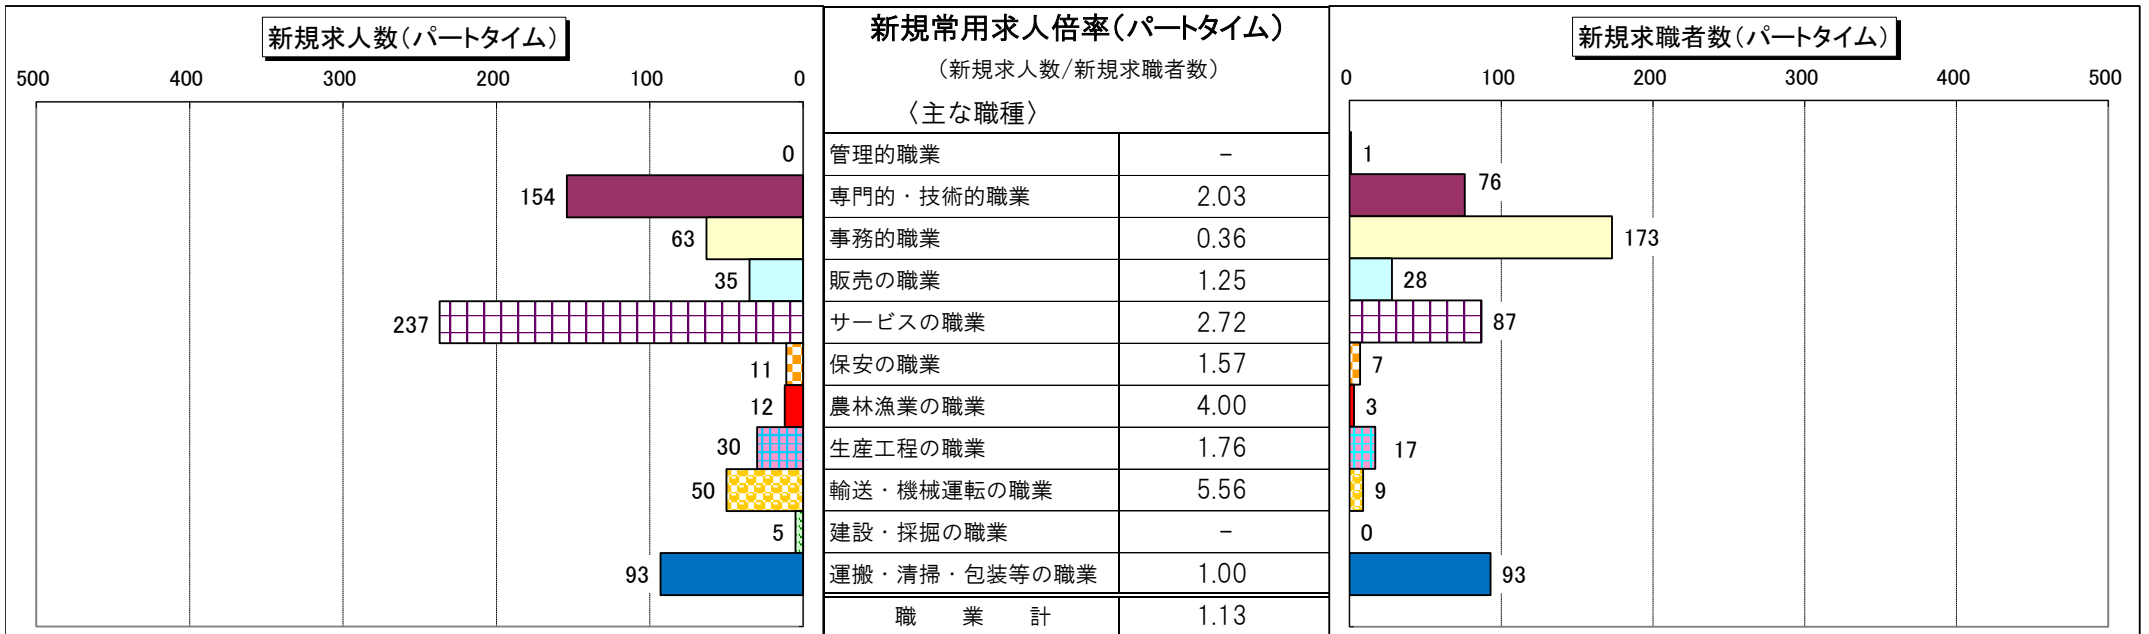 新規求人数(パートタイム)
500 400 300 200 100 0
0
154
63
35
237
11
12
30
50
5
93
新規常用求人倍率(パートタイム)
(新規求人数/新規求職者数)
〈主な職種〉
管理的職業 －
専門的・技術的職業 2.03
事務的職業 0.36
販売の職業 1.25
サービスの職業 2.72
保安の職業 1.57
農林漁業の職業 4.00
生産工程の職業 1.76
輸送・機械運転の職業 5.56
建設・採掘の職業 －
運搬・清掃・包装等の職業 1.00
職 業 計 1.13
新規求職者数(パートタイム)
0 100 200 300 400 500
1
76
173
28
87
7
3
17
9
0
93